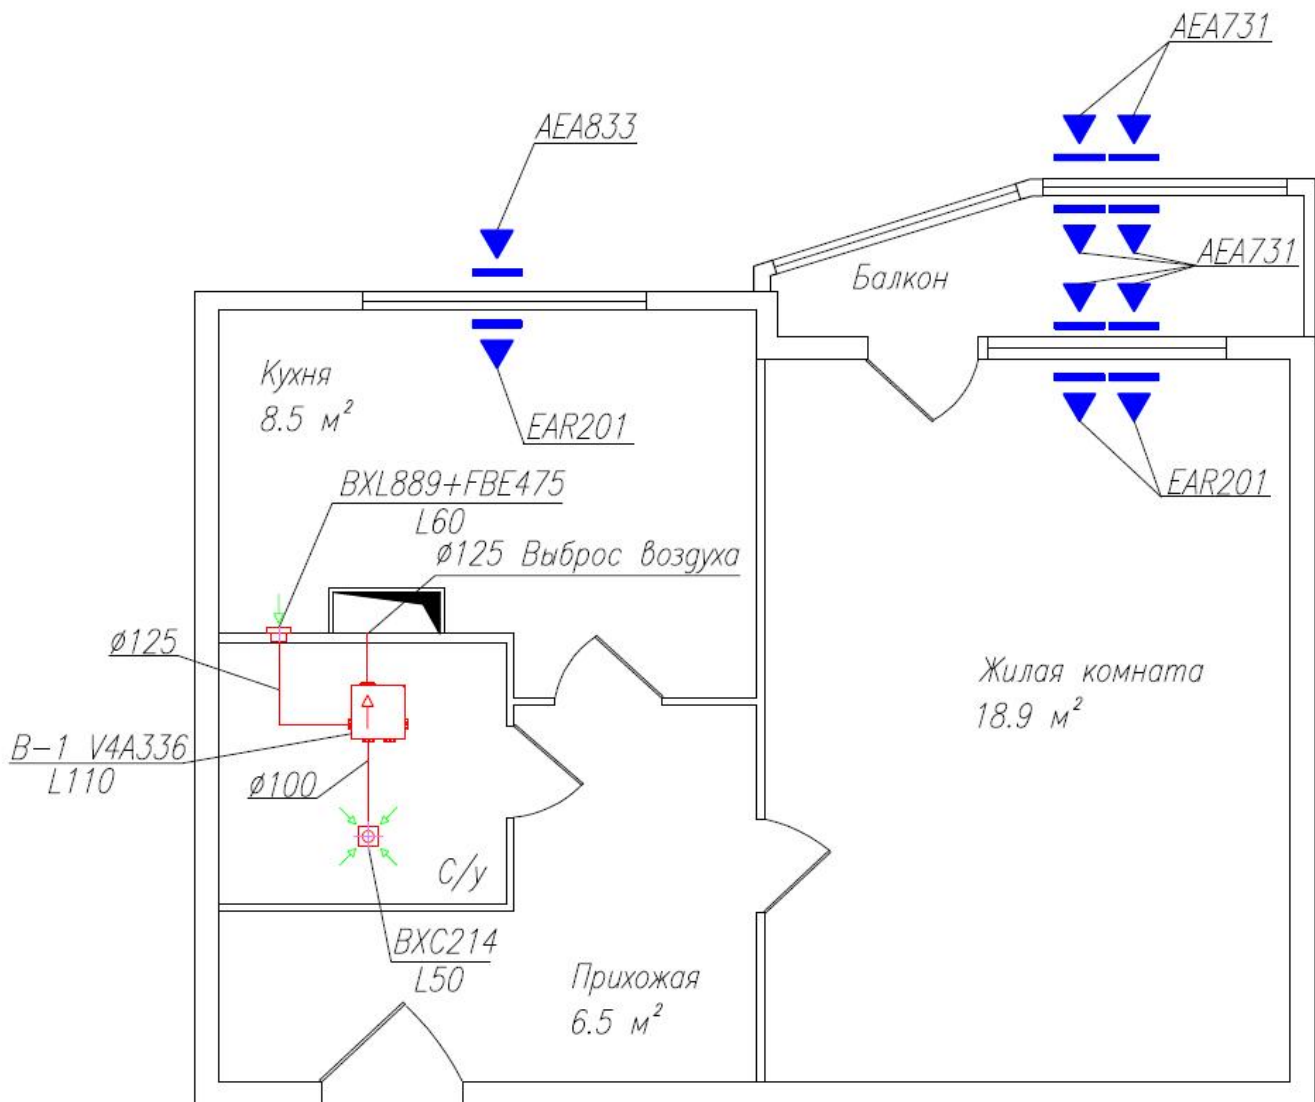 AEA731
AEA833
AEA731
Балкон
Кухня
8.5 м²
EAR201
EAR201
BXL889+FBE475
L60
ø125 Выброс воздуха
ø125
Жилая комната
18.9 м²
В-1 V4A336
L110
ø100
С/у
BXC214
L50
Прихожая
6.5 м²